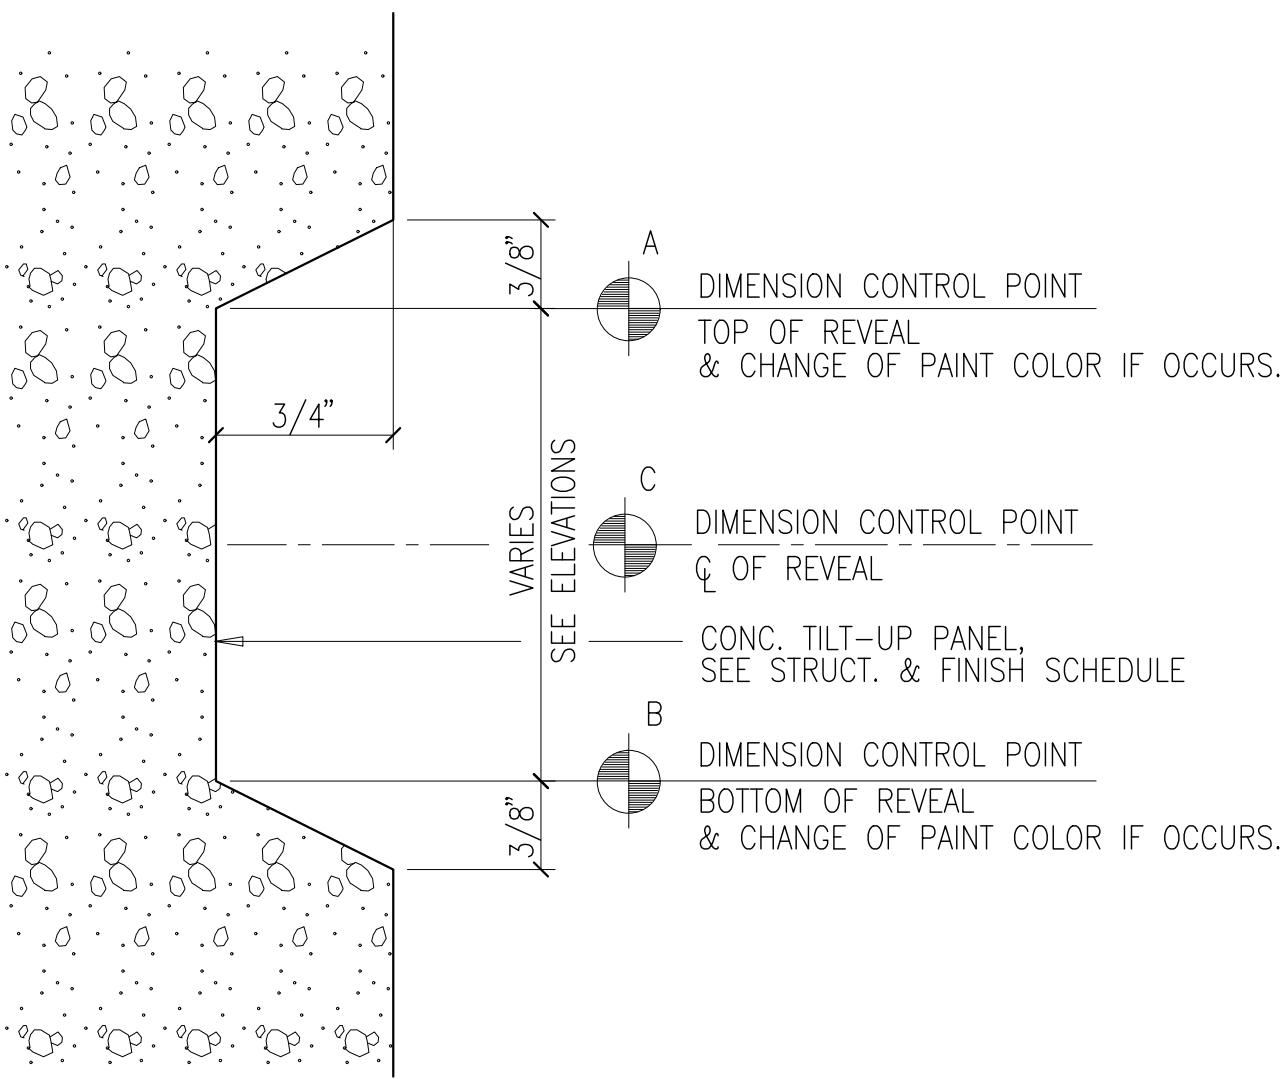 A
3/8"
DIMENSION CONTROL POINT
TOP OF REVEAL
& CHANGE OF PAINT COLOR IF OCCURS.
3/4"
VARIES
SEE ELEVATIONS
C
DIMENSION CONTROL POINT
℄ OF REVEAL
CONC. TILT-UP PANEL,
SEE STRUCT. & FINISH SCHEDULE
B
DIMENSION CONTROL POINT
3/8"
BOTTOM OF REVEAL
& CHANGE OF PAINT COLOR IF OCCURS.